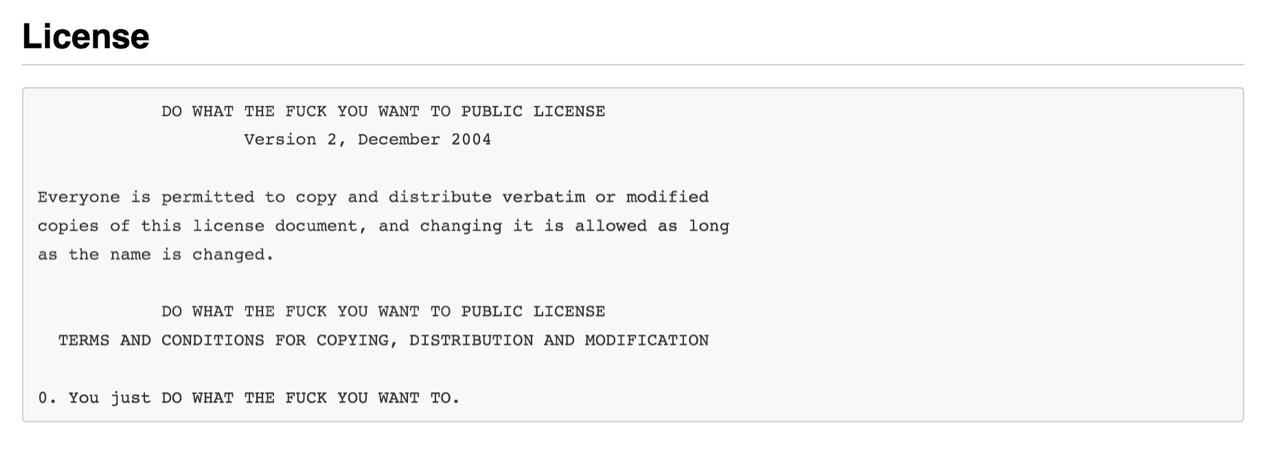 License
DO WHAT THE FUCK YOU WANT TO PUBLIC LICENSE
Version 2, December 2004
Everyone is permitted to copy and distribute verbatim or modified
copies of this license document, and changing it is allowed as long
as the name is changed.
DO WHAT THE FUCK YOU WANT TO PUBLIC LICENSE
TERMS AND CONDITIONS FOR COPYING, DISTRIBUTION AND MODIFICATION
0. You just DO WHAT THE FUCK YOU WANT TO.